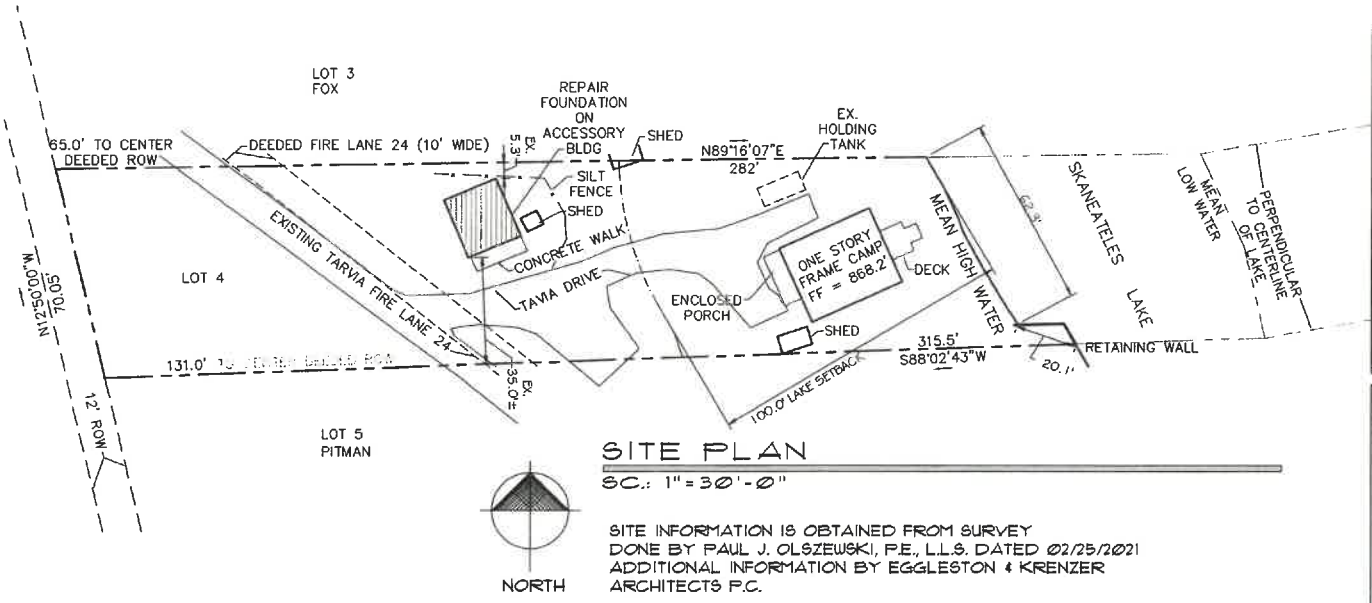 LOT 3
FOX
REPAIR
FOUNDATION
ON
ACCESSORY
BLDG
EX.
5.3'
SHED
EX.
HOLDING
TANK
65.0' TO CENTER
DEEDED ROW
DEEDED FIRE LANE 24 (10' WIDE)
N89°16'07"E
282'
SILT
FENCE
SHED
62.9'
SKANEATELES
LAKE
MEAN
LOW WATER
PERPENDICULAR
TO CENTERLINE
OF LAKE
MEAN HIGH WATER
EXISTING TARVIA FIRE LANE 24
CONCRETE WALK
ONE STORY
FRAME CAMP
FF = 868.2'
DECK
LOT 4
TAVIA DRIVE
ENCLOSED
PORCH
70.05'
N12°50'00"W
SHED
315.5'
S88°02'43"W
RETAINING WALL
20.1'
131.0' TO CENTER DEEDED ROW
EX.
35.0'±
100.0' LAKE SETBACK
12' ROW
LOT 5
PITMAN
SITE PLAN
SC.: 1" = 30'-0"
NORTH
SITE INFORMATION IS OBTAINED FROM SURVEY
DONE BY PAUL J. OLSZEWSKI, P.E., L.L.S. DATED 02/25/2021
ADDITIONAL INFORMATION BY EGGLESTON & KRENZER
ARCHITECTS P.C.